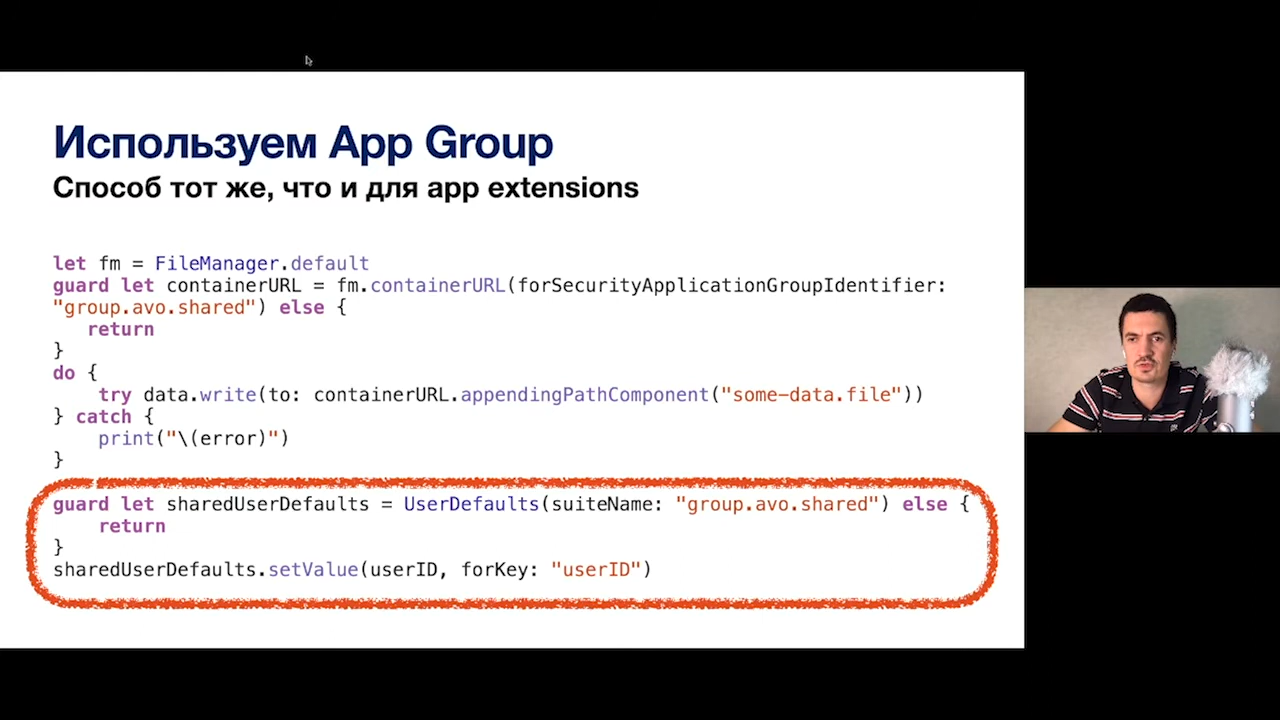 Используем App Group
Способ тот же, что и для app extensions
let fm = FileManager.default
guard let containerURL = fm.containerURL(forSecurityApplicationGroupIdentifier:
"group.avo.shared") else {
return
}
do {
try data.write(to: containerURL.appendingPathComponent("some-data.file"))
} catch {
print("\(error)")
}
guard let sharedUserDefaults = UserDefaults(suiteName: "group.avo.shared") else {
return
}
sharedUserDefaults.setValue(userID, forKey: "userID")